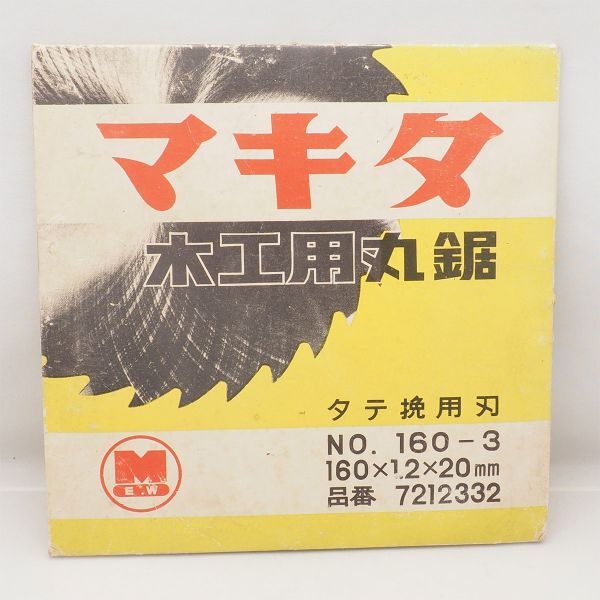 マキタ
木工用丸鋸
タテ挽用刃
NO. 160-3
160×1.2×20mm
品番 7212332
M
E.W